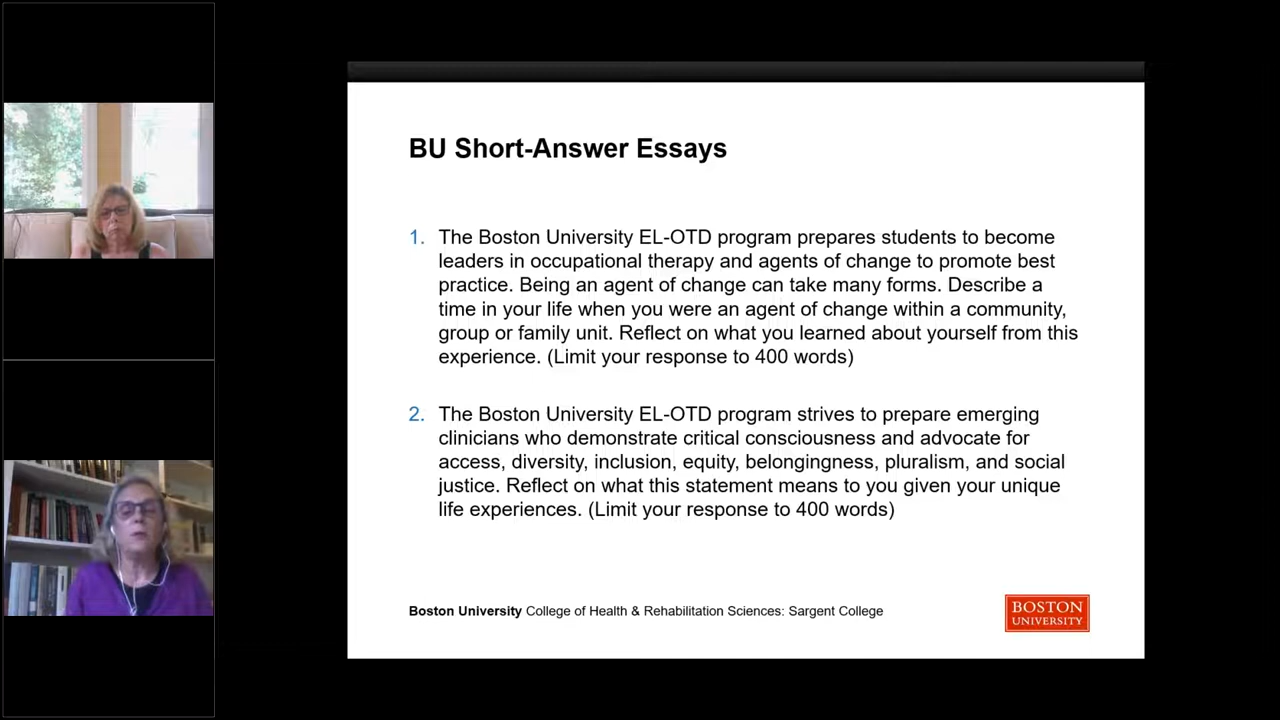 BU Short-Answer Essays
1. The Boston University EL-OTD program prepares students to become
leaders in occupational therapy and agents of change to promote best
practice. Being an agent of change can take many forms. Describe a
time in your life when you were an agent of change within a community,
group or family unit. Reflect on what you learned about yourself from this
experience. (Limit your response to 400 words)
2. The Boston University EL-OTD program strives to prepare emerging
clinicians who demonstrate critical consciousness and advocate for
access, diversity, inclusion, equity, belongingness, pluralism, and social
justice. Reflect on what this statement means to you given your unique
life experiences. (Limit your response to 400 words)
Boston University College of Health & Rehabilitation Sciences: Sargent College
BOSTON
UNIVERSITY